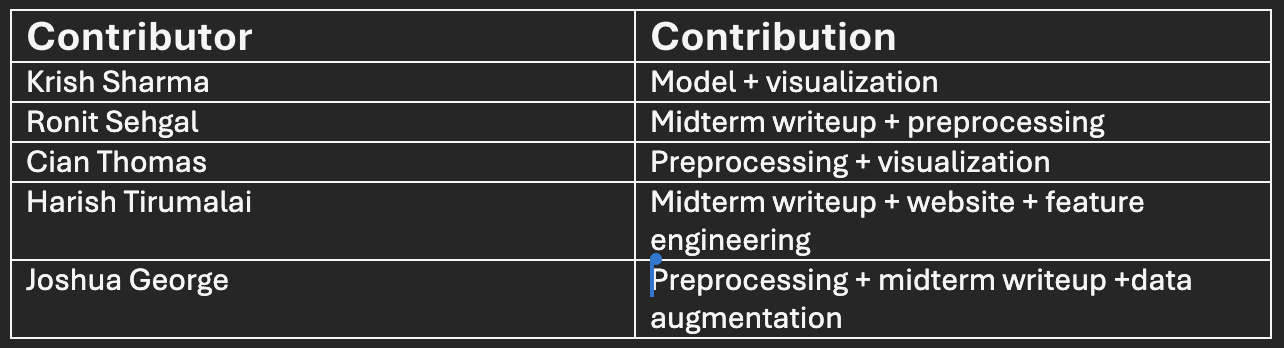 Contributor Contribution
Krish Sharma Model + visualization
Ronit Sehgal Midterm writeup + preprocessing
Cian Thomas Preprocessing + visualization
Harish Tirumalai Midterm writeup + website + feature
engineering
Joshua George Preprocessing + midterm writeup +data
augmentation